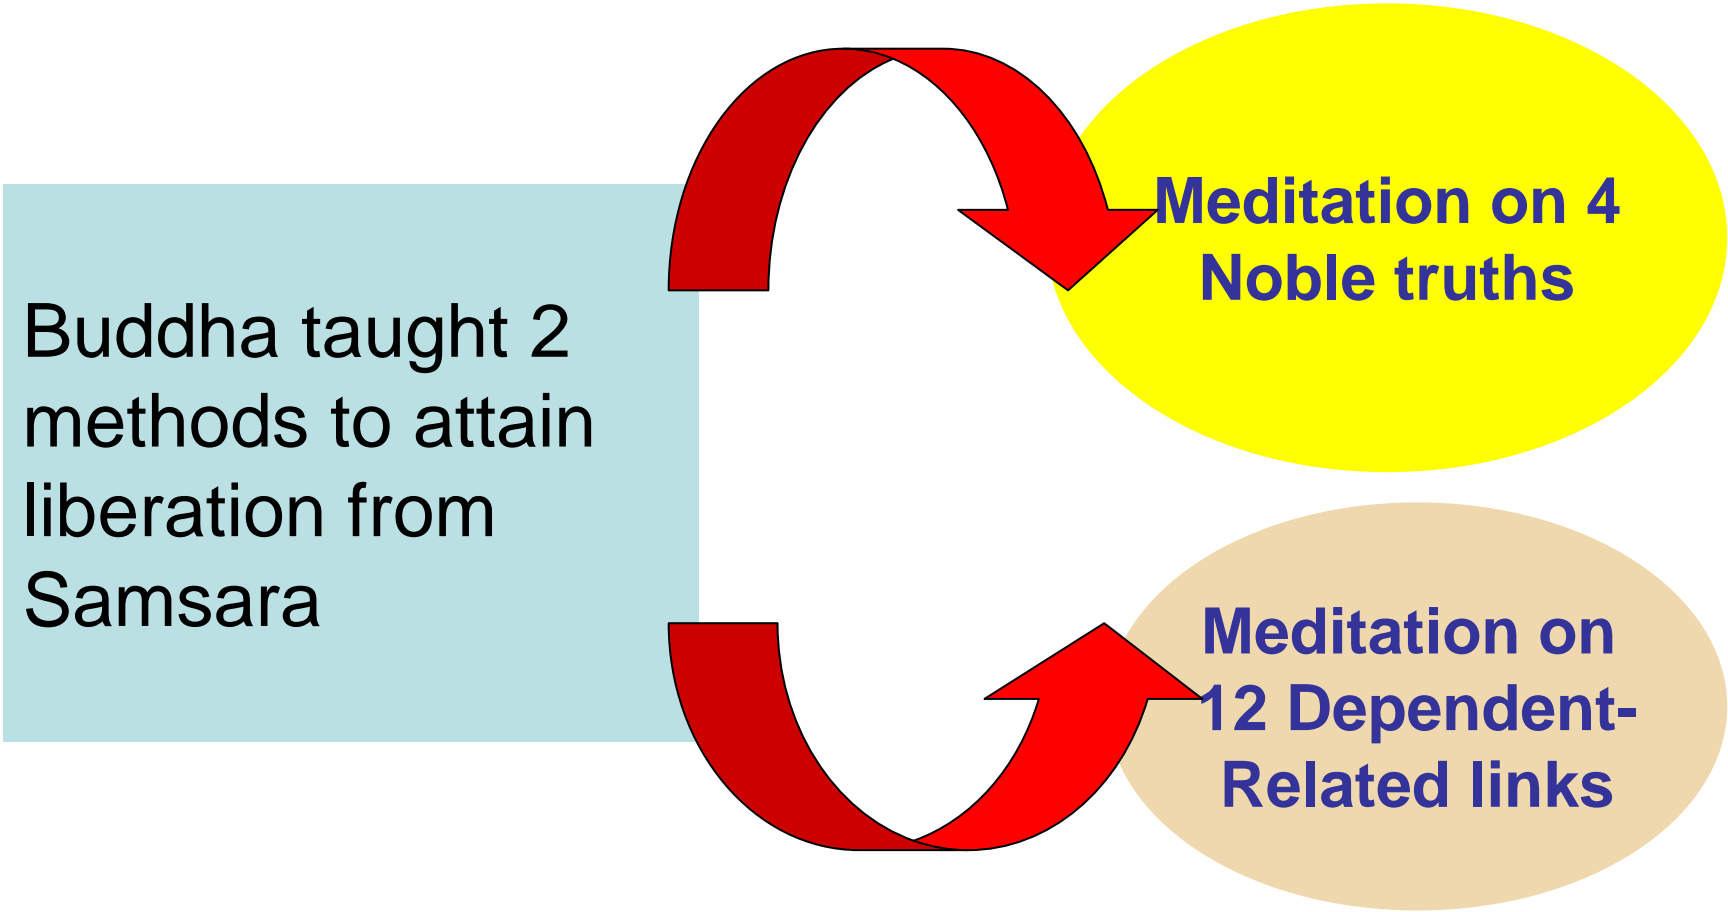 Buddha taught 2
methods to attain
liberation from
Samsara
Meditation on 4
Noble truths
Meditation on
12 Dependent-
Related links